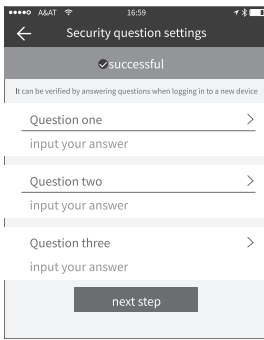 A&AT 16:59
Security question settings
successful
It can be verified by answering questions when logging in to a new device
Question one
input your answer
Question two
input your answer
Question three
input your answer
next step